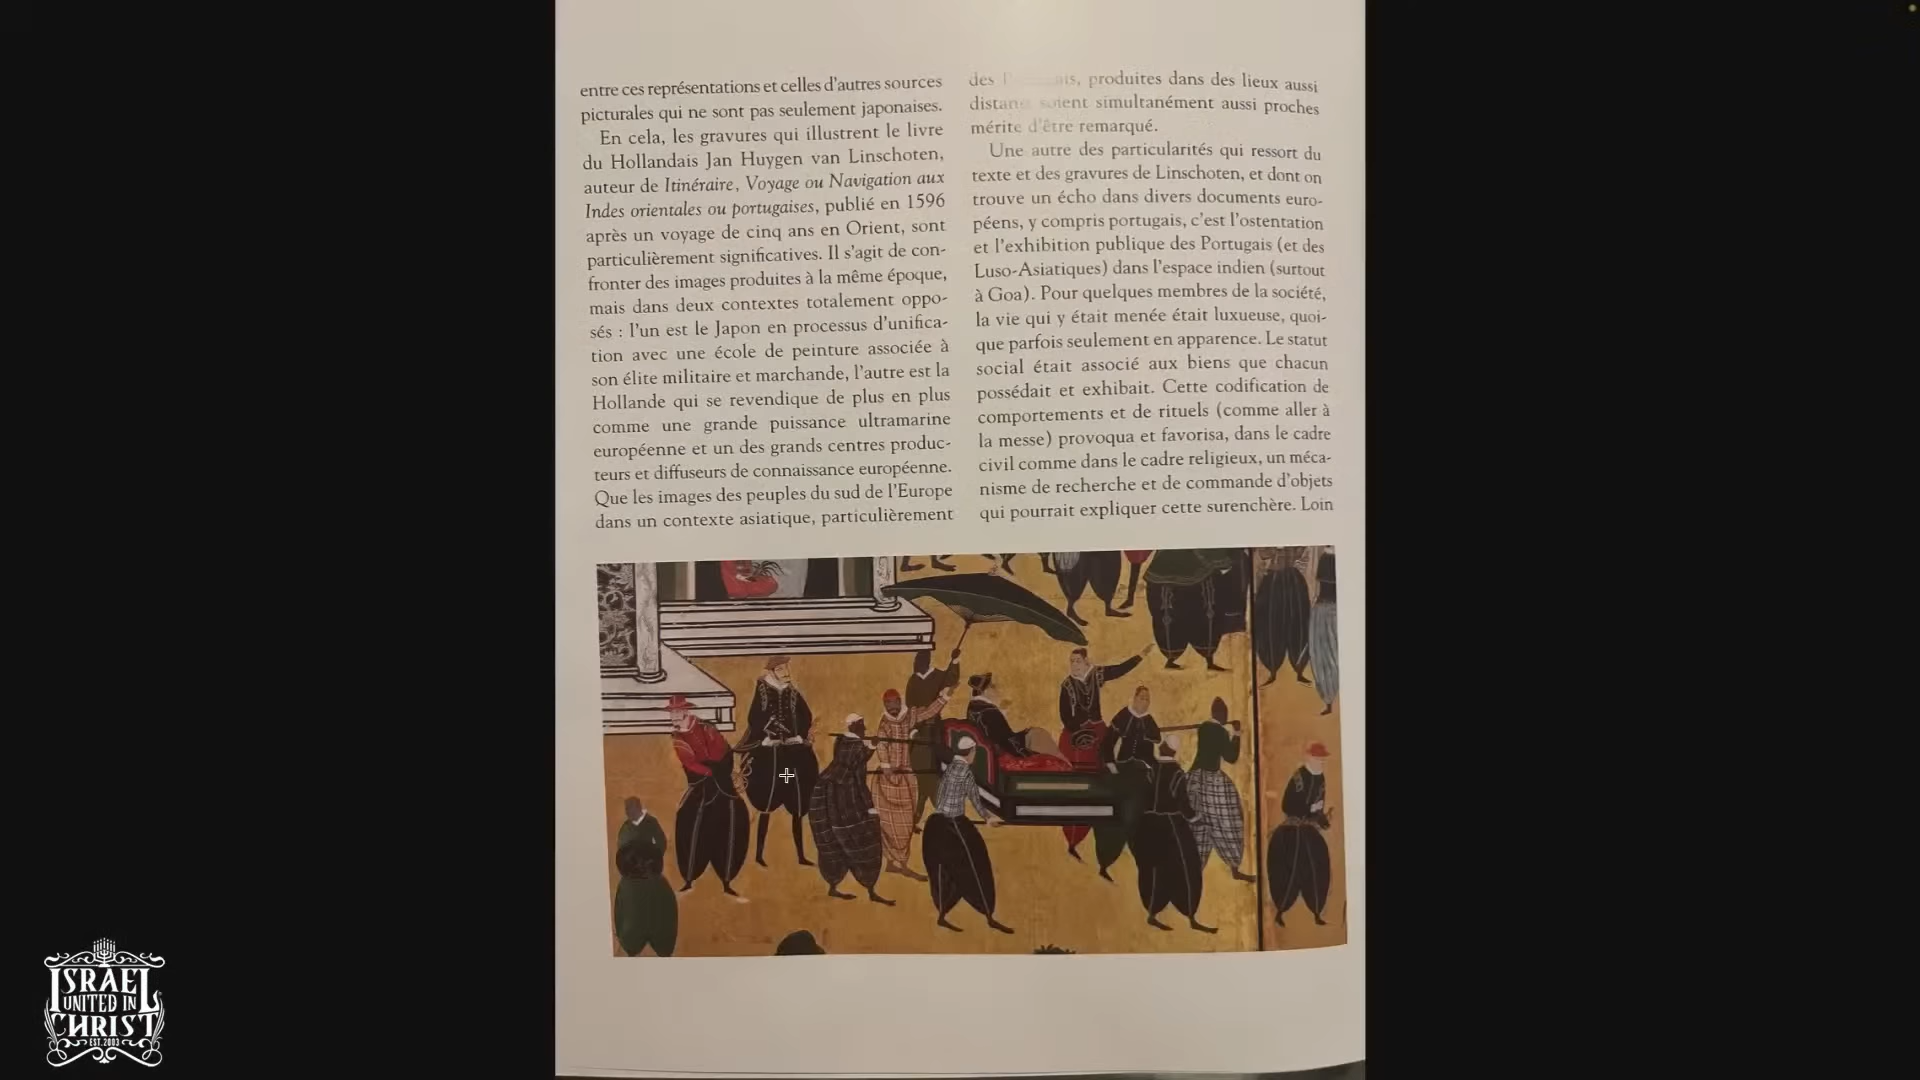 entre ces représentations et celles d'autres sources
picturales qui ne sont pas seulement japonaises.
En cela, les gravures qui illustrent le livre
du Hollandais Jan Huygen van Linschoten,
auteur de Itinéraire, Voyage ou Navigation aux
Indes orientales ou portugaises, publié en 1596
après un voyage de cinq ans en Orient, sont
particulièrement significatives. Il s'agit de con-
fronter des images produites à la même époque,
mais dans deux contextes totalement oppo-
sés : l'un est le Japon en processus d'unifica-
tion avec une école de peinture associée à
son élite militaire et marchande, l'autre est la
Hollande qui se revendique de plus en plus
comme une grande puissance ultramarine
européenne et un des grands centres produc-
teurs et diffuseurs de connaissance européenne.
Que les images des peuples du sud de l'Europe
dans un contexte asiatique, particulièrement
des produites dans des lieux aussi
soient simultanément aussi proches
mérite d'être remarqué.
Une autre des particularités qui ressort du
texte et des gravures de Linschoten, et dont on
trouve un écho dans divers documents euro-
péens, y compris portugais, c'est l'ostentation
et l'exhibition publique des Portugais (et des
Luso-Asiatiques) dans l'espace indien (surtout
à Goa). Pour quelques membres de la société,
la vie qui y était menée était luxueuse, quoi-
que parfois seulement en apparence. Le statut
social était associé aux biens que chacun
possédait et exhibait. Cette codification de
comportements et de rituels (comme aller à
la messe) provoqua et favorisa, dans le cadre
civil comme dans le cadre religieux, un méca-
nisme de recherche et de commande d'objets
qui pourrait expliquer cette surenchère. Loin
ISRAEL
UNITED IN
CHRIST
EST. 2003